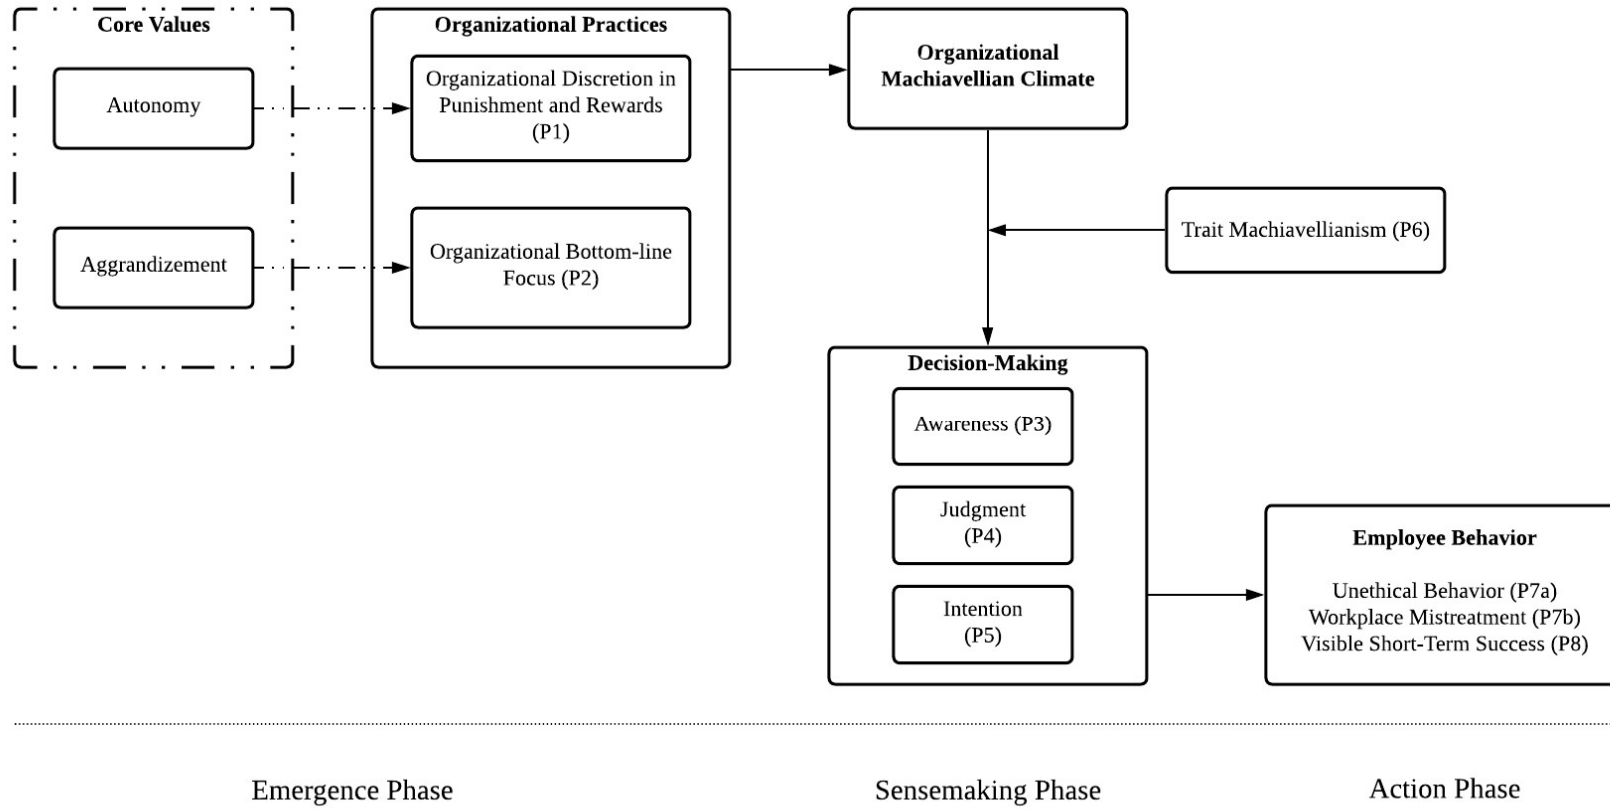 Core Values
Autonomy
Aggrandizement
Organizational Practices
Organizational Discretion in
Punishment and Rewards
(P1)
Organizational Bottom-line
Focus (P2)
Organizational
Machiavellian Climate
Trait Machiavellianism (P6)
Decision-Making
Awareness (P3)
Judgment
(P4)
Intention
(P5)
Employee Behavior
Unethical Behavior (P7a)
Workplace Mistreatment (P7b)
Visible Short-Term Success (P8)
Emergence Phase
Sensemaking Phase
Action Phase